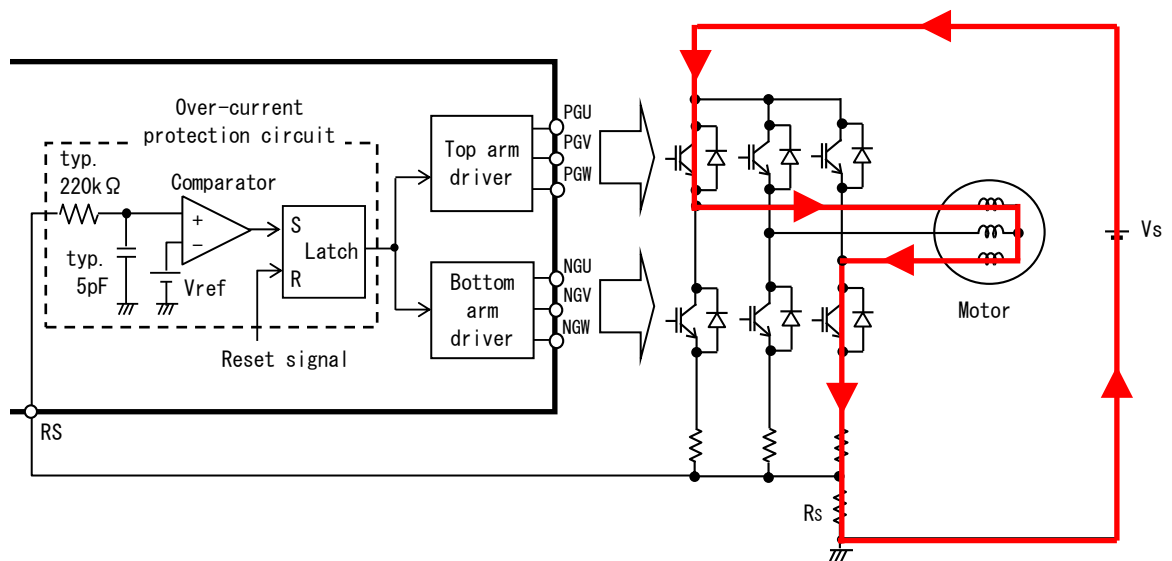 Over-current
protection circuit
typ.
220kΩ
Comparator
+
−
typ.
5pF
Vref
S
Latch
R
Reset signal
Top arm
driver
PGU
PGV
PGW
Bottom
arm
driver
NGU
NGV
NGW
RS
Motor
Vs
Rs